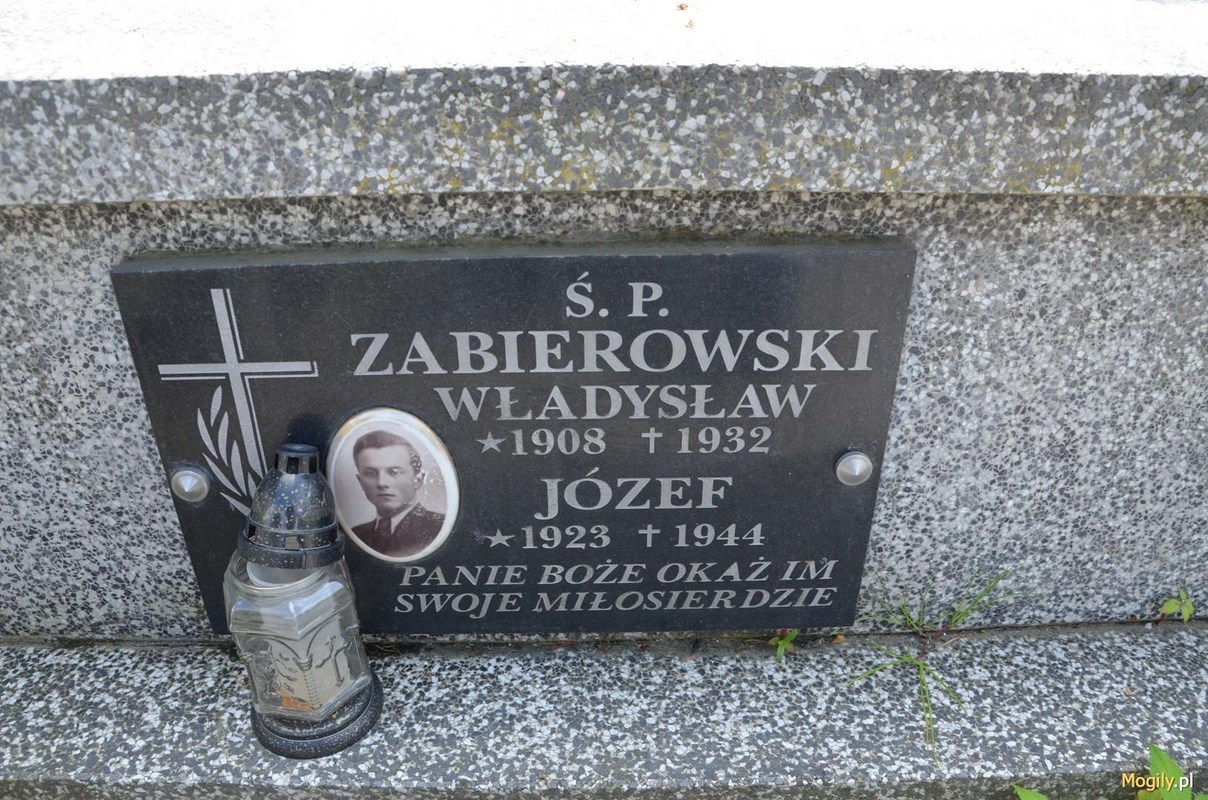 Ś. P.
ZABIEROWSKI
WŁADYSŁAW
★1908 †1932
JÓZEF
★1923 †1944
PANIE BOŻE OKAŻ IM
SWOJE MIŁOSIERDZIE
Mogily.pl